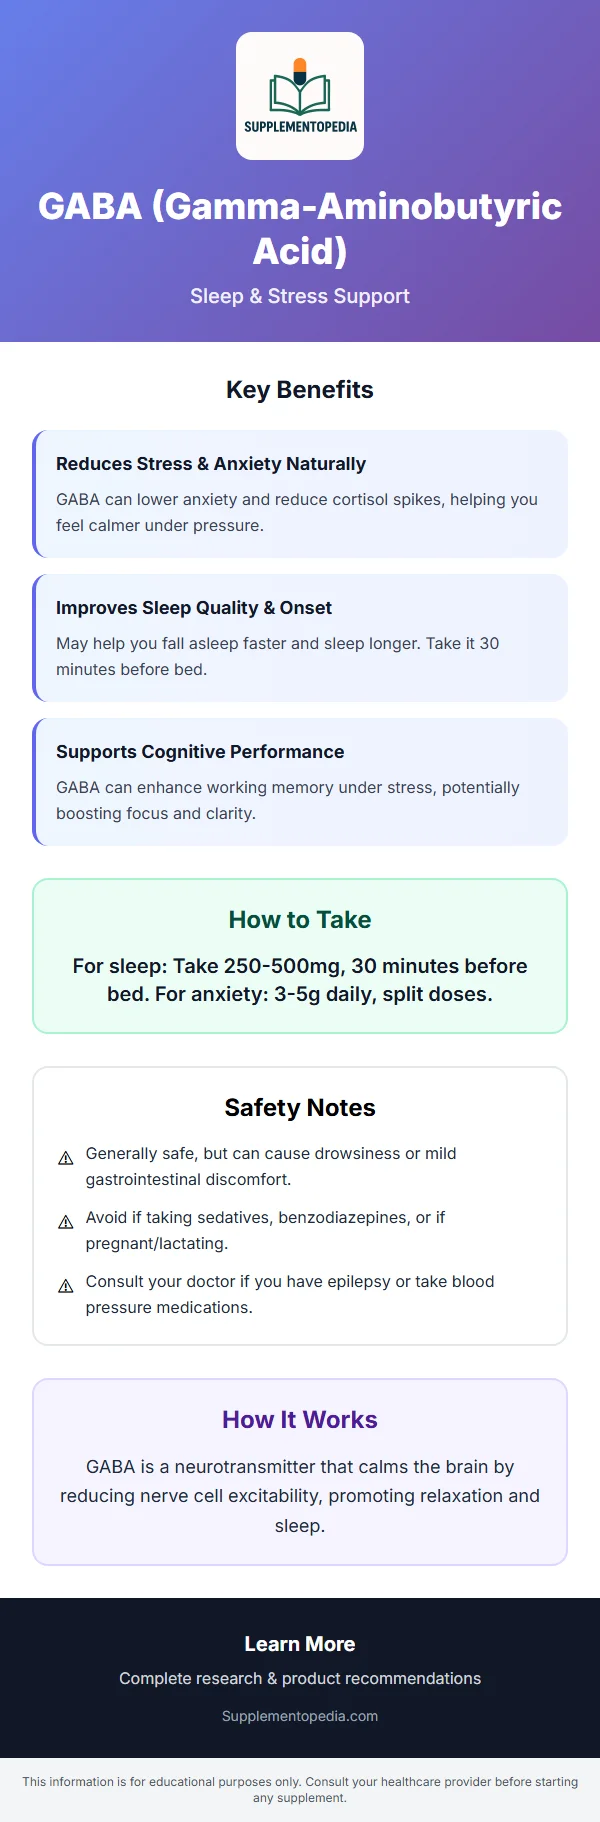 SUPPLEMENTOPEDIA
GABA (Gamma-Aminobutyric
Acid)
Sleep & Stress Support
Key Benefits
Reduces Stress & Anxiety Naturally
GABA can lower anxiety and reduce cortisol spikes, helping you
feel calmer under pressure.
Improves Sleep Quality & Onset
May help you fall asleep faster and sleep longer. Take it 30
minutes before bed.
Supports Cognitive Performance
GABA can enhance working memory under stress, potentially
boosting focus and clarity.
How to Take
For sleep: Take 250-500mg, 30 minutes before
bed. For anxiety: 3-5g daily, split doses.
Safety Notes
⚠ Generally safe, but can cause drowsiness or mild
gastrointestinal discomfort.
⚠ Avoid if taking sedatives, benzodiazepines, or if
pregnant/lactating.
⚠ Consult your doctor if you have epilepsy or take blood
pressure medications.
How It Works
GABA is a neurotransmitter that calms the brain by
reducing nerve cell excitability, promoting relaxation and
sleep.
Learn More
Complete research & product recommendations
Supplementopedia.com
This information is for educational purposes only. Consult your healthcare provider before starting
any supplement.